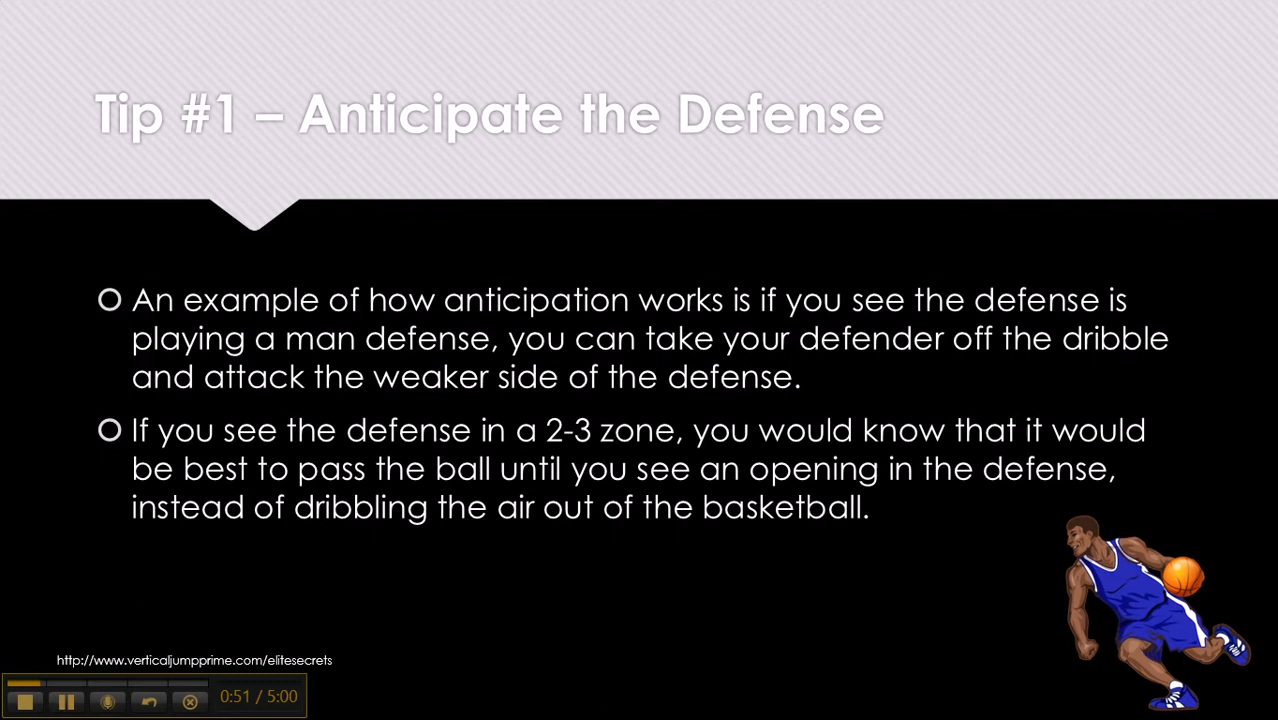 Tip #1 – Anticipate the Defense
An example of how anticipation works is if you see the defense is
playing a man defense, you can take your defender off the dribble
and attack the weaker side of the defense.
If you see the defense in a 2-3 zone, you would know that it would
be best to pass the ball until you see an opening in the defense,
instead of dribbling the air out of the basketball.
http://www.verticaljumpprime.com/elitesecrets
0:51 / 5:00